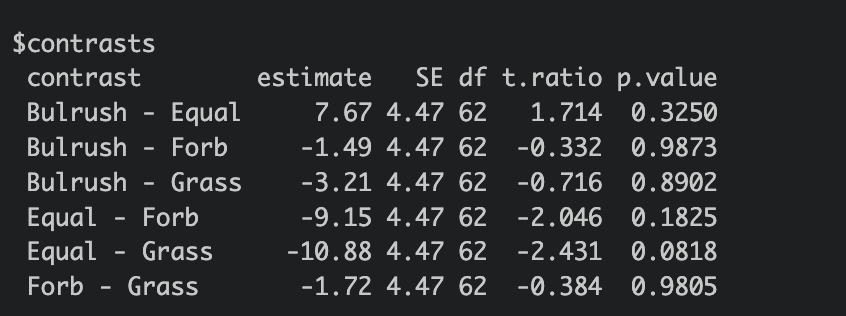 $contrasts
contrast estimate SE df t.ratio p.value
Bulrush - Equal 7.67 4.47 62 1.714 0.3250
Bulrush - Forb -1.49 4.47 62 -0.332 0.9873
Bulrush - Grass -3.21 4.47 62 -0.716 0.8902
Equal - Forb -9.15 4.47 62 -2.046 0.1825
Equal - Grass -10.88 4.47 62 -2.431 0.0818
Forb - Grass -1.72 4.47 62 -0.384 0.9805